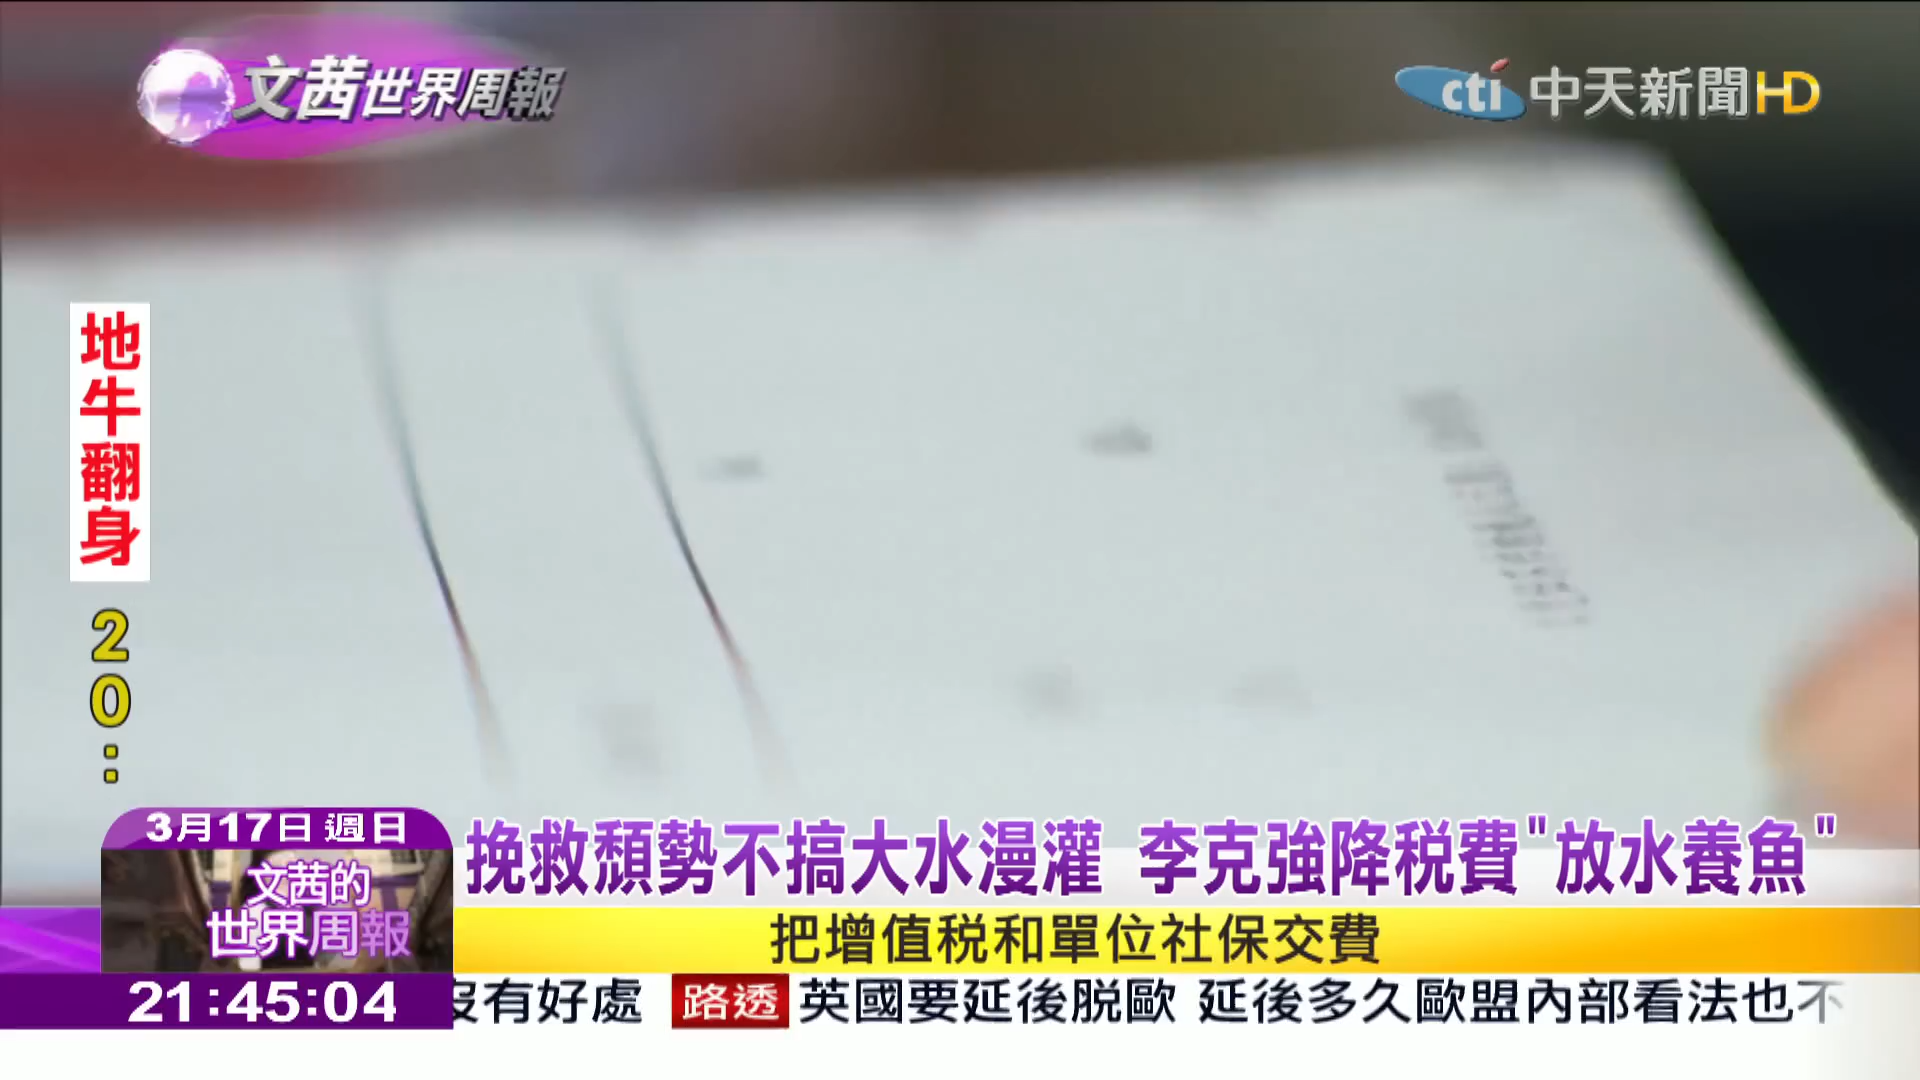 文茜世界周報
cti 中天新聞HD
地牛翻身
20:
3月17日 週日
文茜的
世界周報
挽救頹勢不搞大水漫灌 李克強降稅費"放水養魚"
把增值稅和單位社保交費
21:45:04
沒有好處 路透 英國要延後脫歐 延後多久歐盟內部看法也不